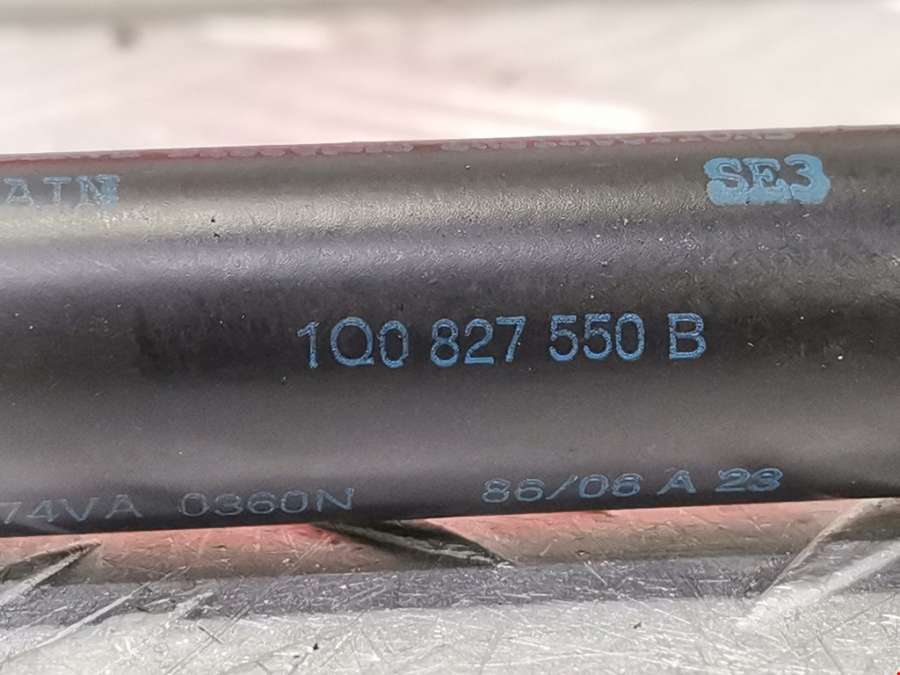 AIN
SE3
1Q0 827 550 B
74VA 0360N
86/06 A 23